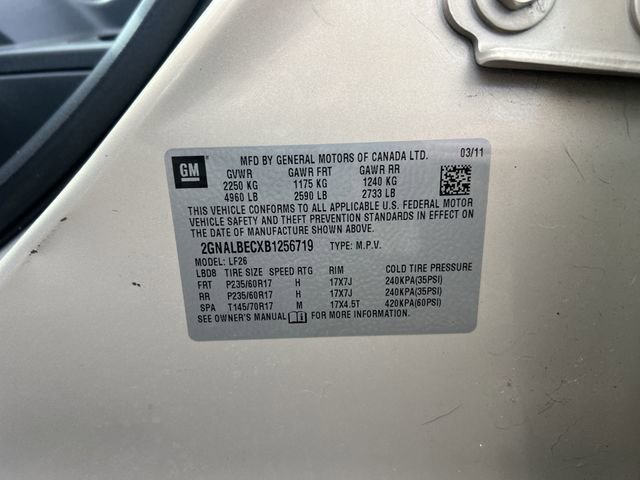 GM
MFD BY GENERAL MOTORS OF CANADA LTD. 03/11
GVWR GAWR FRT GAWR RR
2250 KG 1175 KG 1240 KG
4960 LB 2590 LB 2733 LB
THIS VEHICLE CONFORMS TO ALL APPLICABLE U.S. FEDERAL MOTOR
VEHICLE SAFETY AND THEFT PREVENTION STANDARDS IN EFFECT ON
THE DATE OF MANUFACTURE SHOWN ABOVE.
2GNALBECXB1256719 TYPE: M.P.V.
MODEL: LF26
LBDB TIRE SIZE SPEED RTG RIM COLD TIRE PRESSURE
FRT P235/60R17 H 17X7J 240KPA(35PSI)
RR P235/60R17 H 17X7J 240KPA(35PSI)
SPA T145/70R17 M 17X4.5T 420KPA(60PSI)
SEE OWNER'S MANUAL FOR MORE INFORMATION.